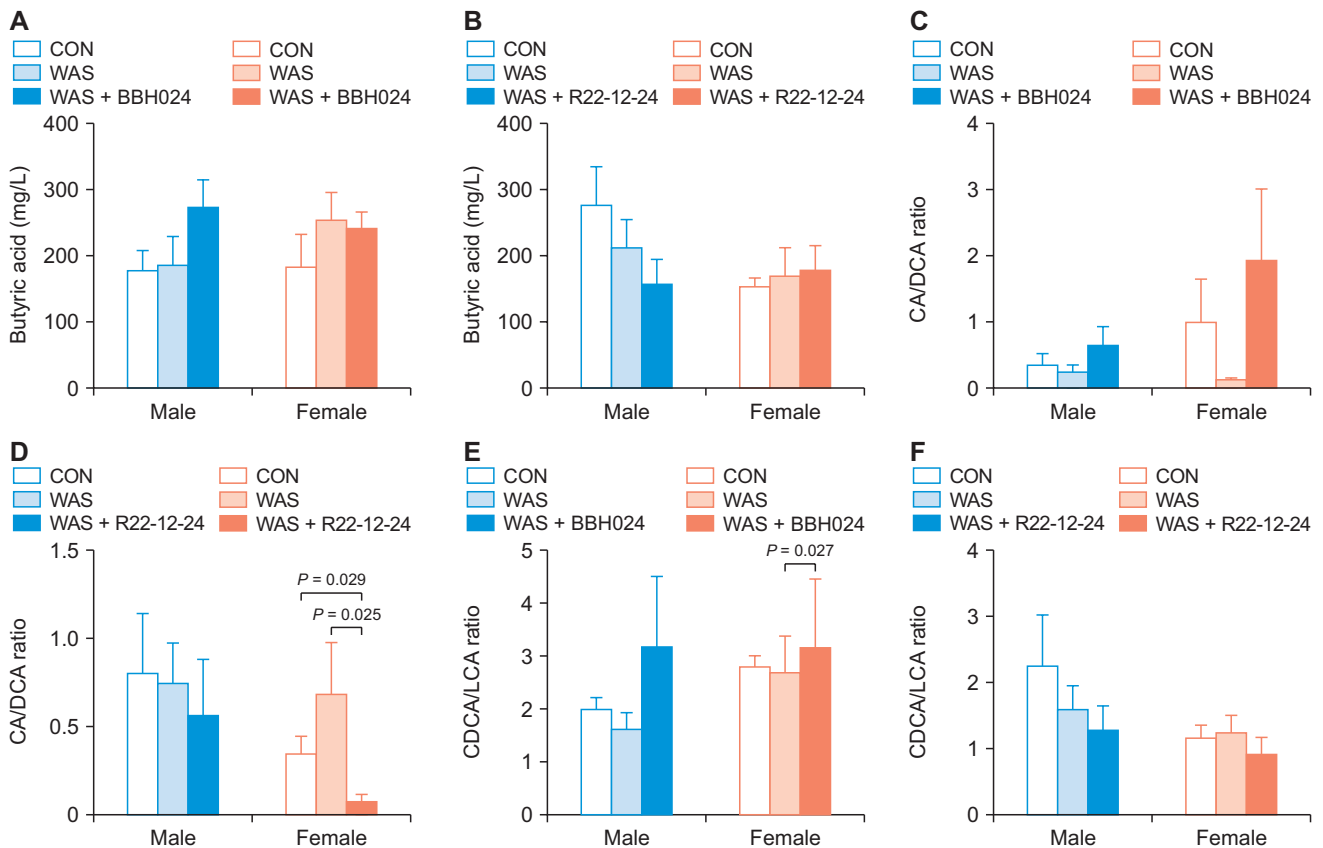 A
CON
WAS
WAS + BBH024
CON
WAS
WAS + BBH024
Butyric acid (mg/L)
400
300
200
100
0
Male
Female
B
CON
WAS
WAS + R22-12-24
CON
WAS
WAS + R22-12-24
Butyric acid (mg/L)
400
300
200
100
0
Male
Female
C
CON
WAS
WAS + BBH024
CON
WAS
WAS + BBH024
CA/DCA ratio
4
3
2
1
0
Male
Female
D
CON
WAS
WAS + R22-12-24
CON
WAS
WAS + R22-12-24
CA/DCA ratio
1.5
1.0
0.5
0
P = 0.029
P = 0.025
Male
Female
E
CON
WAS
WAS + BBH024
CON
WAS
WAS + BBH024
CDCA/LCA ratio
5
4
3
2
1
0
P = 0.027
Male
Female
F
CON
WAS
WAS + R22-12-24
CON
WAS
WAS + R22-12-24
CDCA/LCA ratio
4
3
2
1
0
Male
Female